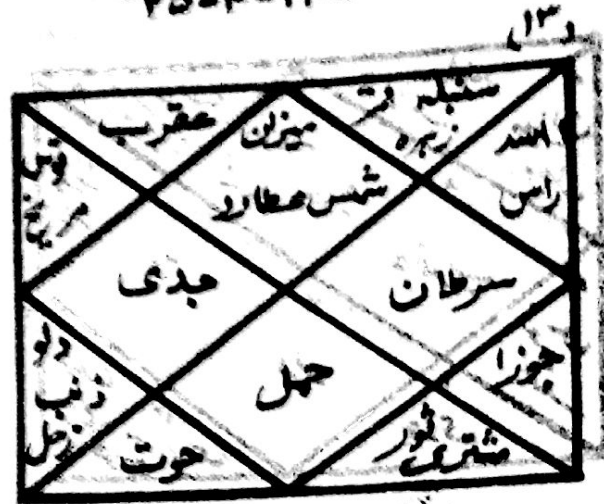 (۱۳)
سنبلہ
زہرہ
اسد
راس
میزان
شمس عطارد
عقرب
قوس
مریخ
سرطان
جدی
جوزا
حمل
دلو
ذنب
زحل
مشتری ثور
حوت